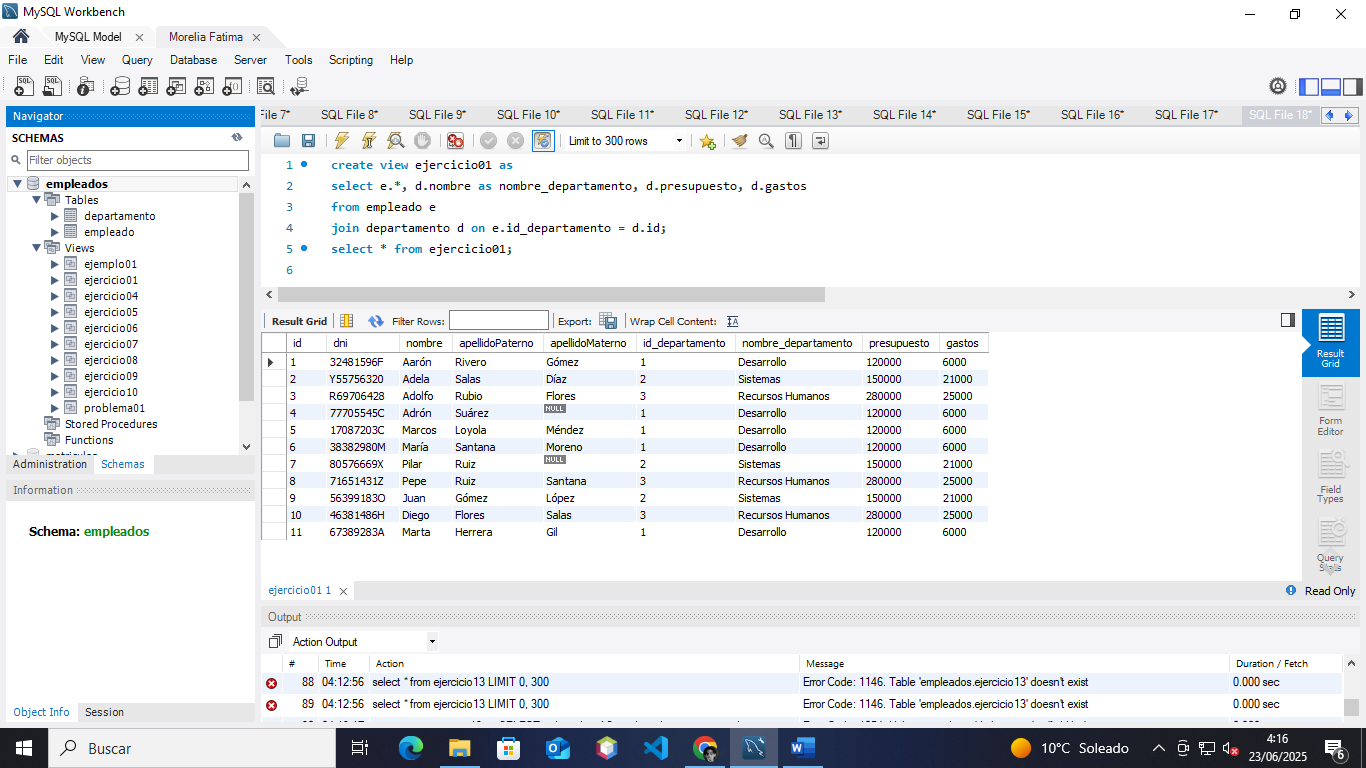 MySQL Workbench
MySQL Model
Morelia Fatima
File Edit View Query Database Server Tools Scripting Help
Navigator
SCHEMAS
Filter objects
empleados
Tables
departamento
empleado
Views
ejemplo01
ejercicio01
ejercicio04
ejercicio05
ejercicio06
ejercicio07
ejercicio08
ejercicio09
ejercicio10
problema01
Stored Procedures
Functions
Administration Schemas
Information
Schema: empleados
Object Info Session
File 7* SQL File 8* SQL File 9* SQL File 10* SQL File 11* SQL File 12* SQL File 13* SQL File 14* SQL File 15* SQL File 16* SQL File 17* SQL File 18*
Limit to 300 rows
1 create view ejercicio01 as
2 select e.*, d.nombre as nombre_departamento, d.presupuesto, d.gastos
3 from empleado e
4 join departamento d on e.id_departamento = d.id;
5 select * from ejercicio01;
6
Result Grid Filter Rows: Export: Wrap Cell Content:
id dni nombre apellidoPaterno apellidoMaterno id_departamento nombre_departamento presupuesto gastos
1 32481596F Aarón Rivero Gómez 1 Desarrollo 120000 6000
2 Y55756320 Adela Salas Díaz 2 Sistemas 150000 21000
3 R69706428 Adolfo Rubio Flores 3 Recursos Humanos 280000 25000
4 77705545C Adrón Suárez NULL 1 Desarrollo 120000 6000
5 17087203C Marcos Loyola Méndez 1 Desarrollo 120000 6000
6 38382980M María Santana Moreno 1 Desarrollo 120000 6000
7 80576669X Pilar Ruiz NULL 2 Sistemas 150000 21000
8 71651431Z Pepe Ruiz Santana 3 Recursos Humanos 280000 25000
9 56399183O Juan Gómez López 2 Sistemas 150000 21000
10 46381486H Diego Flores Salas 3 Recursos Humanos 280000 25000
11 67389283A Marta Herrera Gil 1 Desarrollo 120000 6000
Result
Grid
Form
Editor
Field
Types
Query
Stats
ejercicio01 1
Read Only
Output
Action Output
# Time Action Message Duration / Fetch
88 04:12:56 select * from ejercicio13 LIMIT 0, 300 Error Code: 1146. Table 'empleados.ejercicio13' doesn't exist 0.000 sec
89 04:12:56 select * from ejercicio13 LIMIT 0, 300 Error Code: 1146. Table 'empleados.ejercicio13' doesn't exist 0.000 sec
Buscar
10°C Soleado
4:16
23/06/2025
6